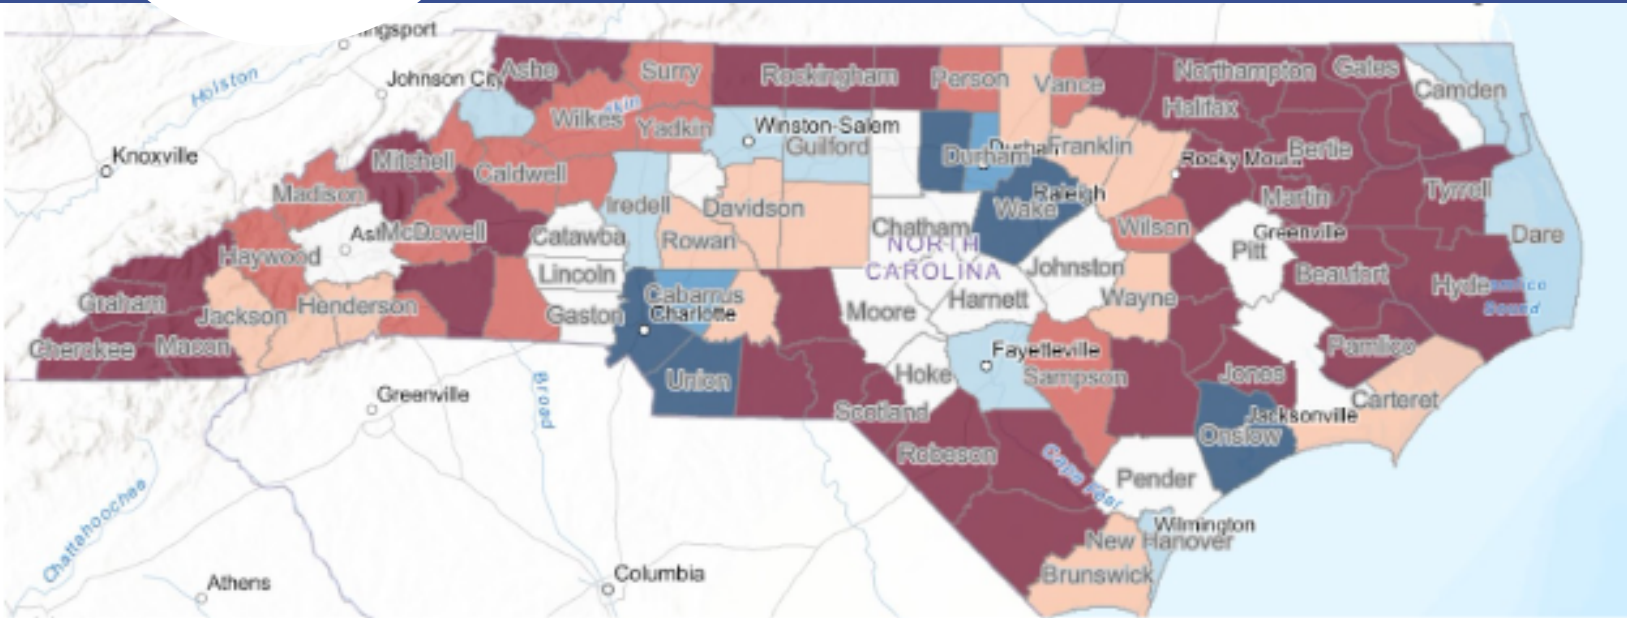 ingsport
Johnson City
Holston
Knoxville
Ashe
Surry
Rockingham
Person
Vance
Northampton
Gates
Camden
Halifax
Wilkes
Yadkin
Winston-Salem
Guilford
Durham
Durham
Franklin
Rocky Mount
Bertie
Mitchell
Caldwell
Madison
Iredell
Davidson
Raleigh
Wake
Martin
Tyrrell
Haywood
McDowell
Catawba
Rowan
Chatham
NORTH
CAROLINA
Wilson
Greenville
Pitt
Dare
Lincoln
Johnston
Beaufort
Hyde
Sound
Graham
Jackson
Henderson
Gaston
Cabarrus
Charlotte
Moore
Harnett
Wayne
Cherokee
Macon
Fayetteville
Pamlico
Union
Hoke
Sampson
Jones
Greenville
Broad
Scotland
Jacksonville
Carteret
Onslow
Robeson
Cape Fear
Pender
Chattahoochee
Wilmington
New Hanover
Athens
Columbia
Brunswick